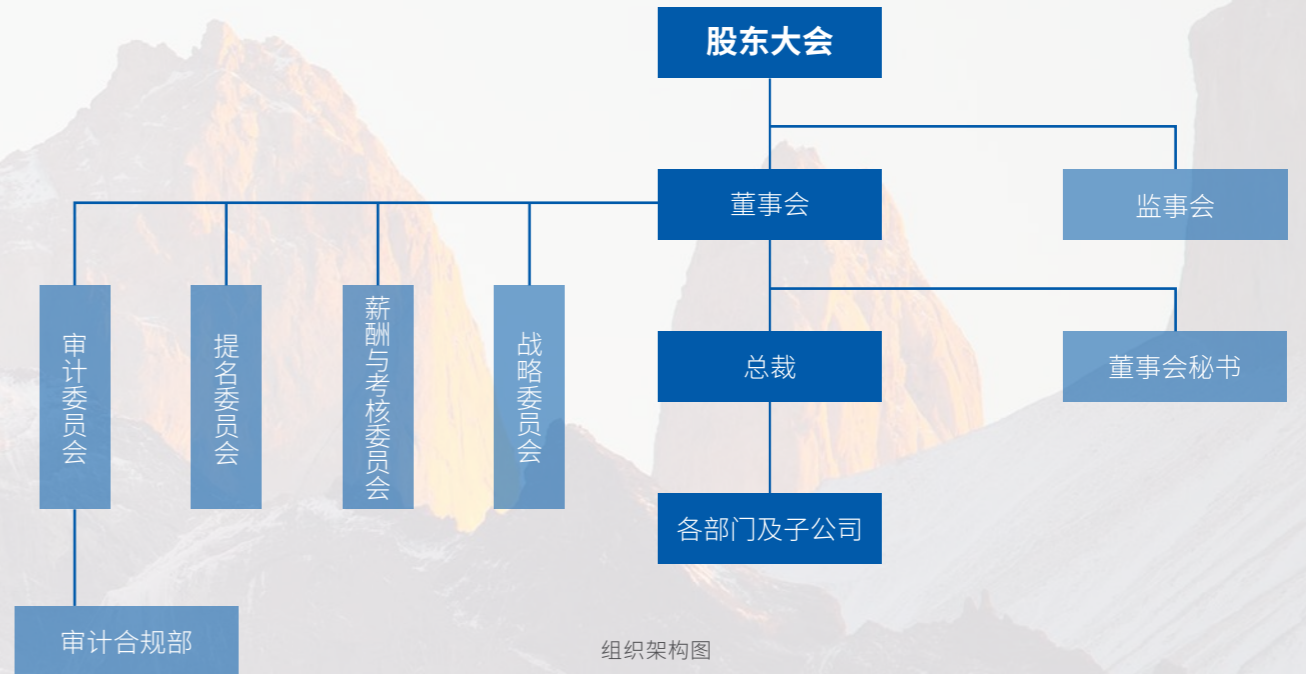 股东大会
董事会
监事会
审计委员会
提名委员会
薪酬与考核委员会
战略委员会
总裁
董事会秘书
各部门及子公司
审计合规部
组织架构图